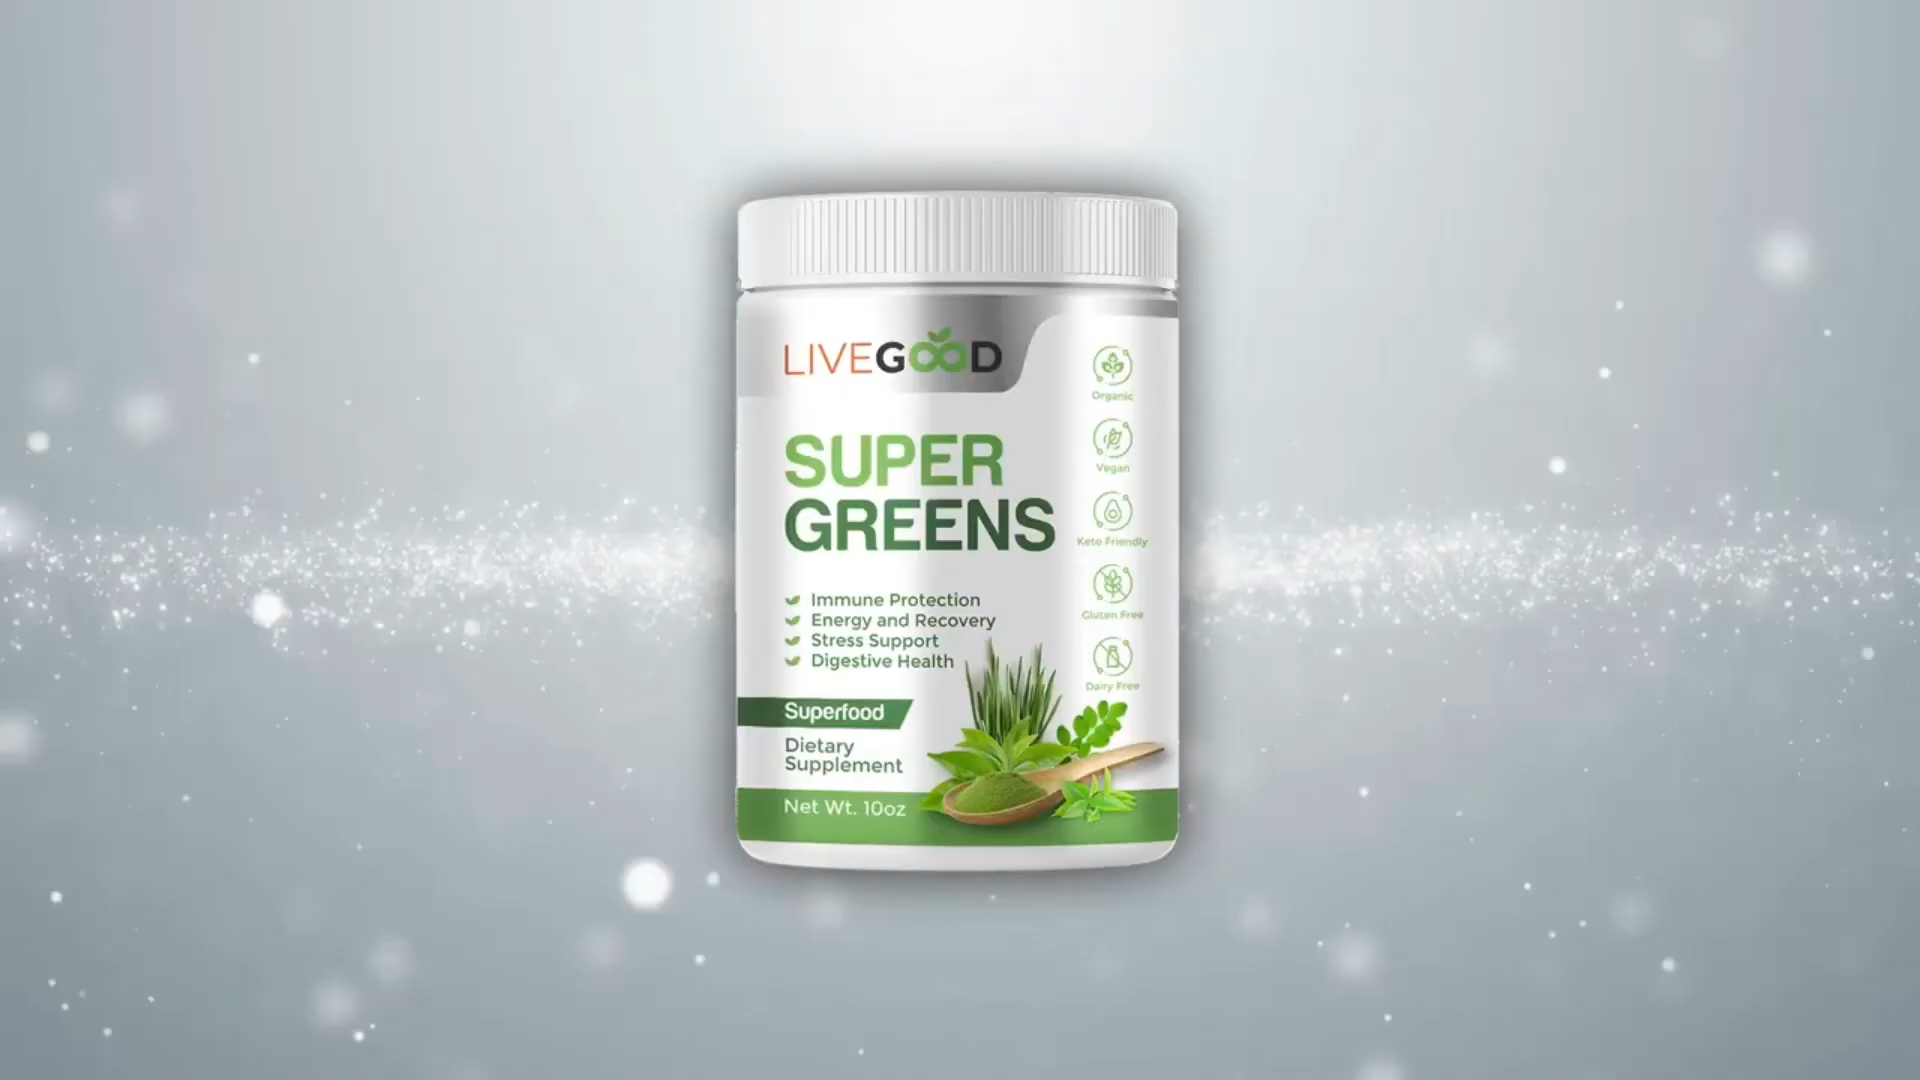 LIVEGOOD
SUPER
GREENS
Immune Protection
Energy and Recovery
Stress Support
Digestive Health
Superfood
Dietary
Supplement
Net Wt. 10oz
Organic
Vegan
Keto Friendly
Gluten Free
Dairy Free